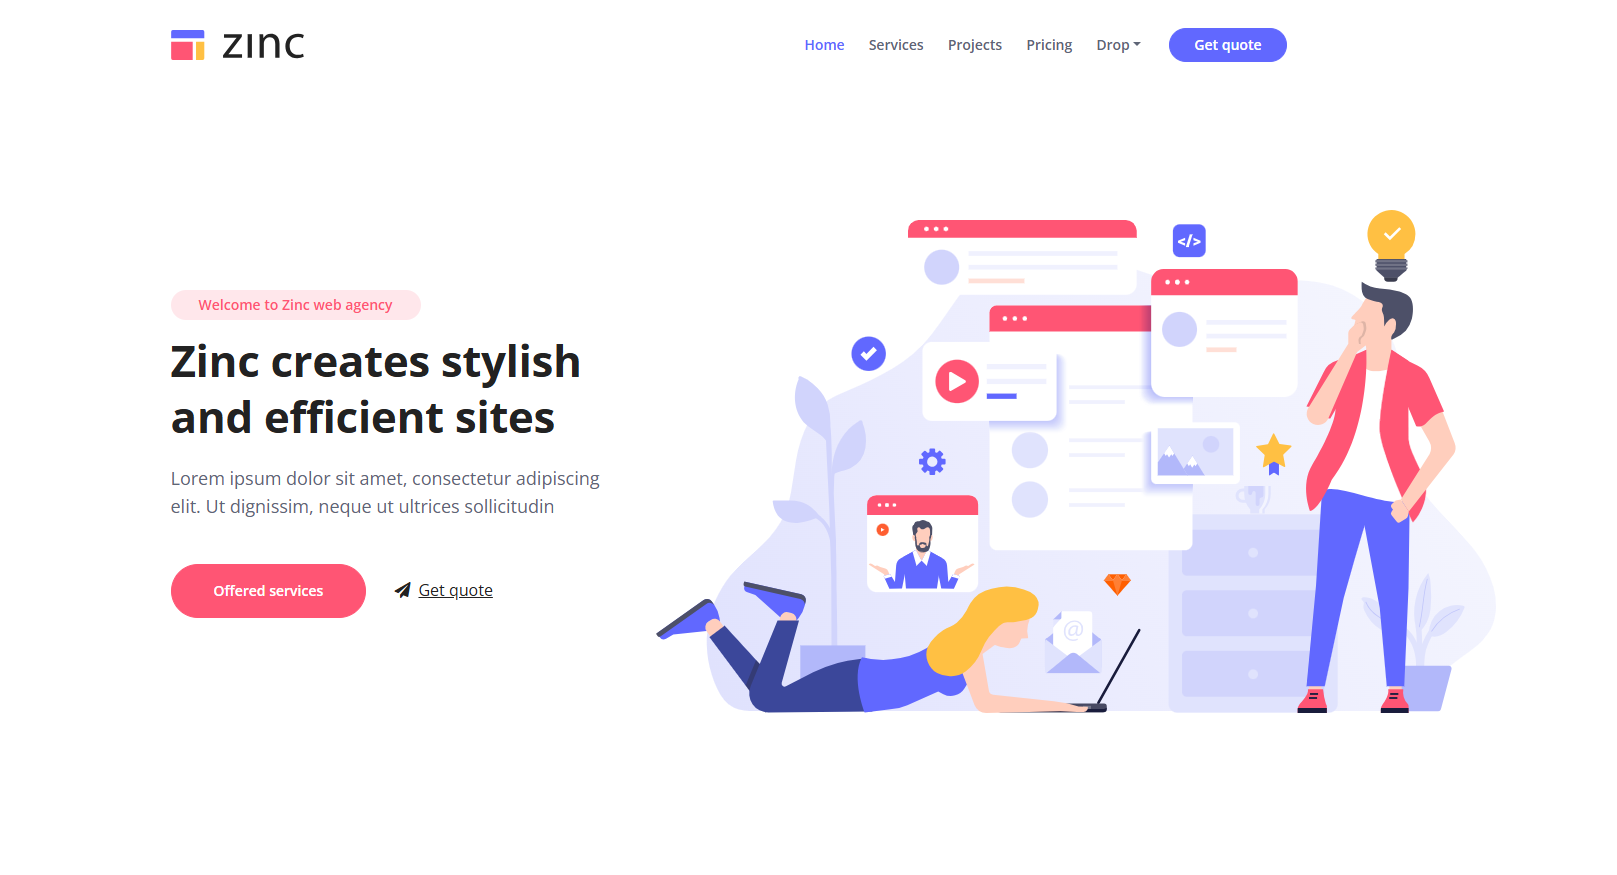 zinc
Home Services Projects Pricing Drop Get quote
Welcome to Zinc web agency
Zinc creates stylish
and efficient sites
Lorem ipsum dolor sit amet, consectetur adipiscing
elit. Ut dignissim, neque ut ultrices sollicitudin
Offered services Get quote
</>
@